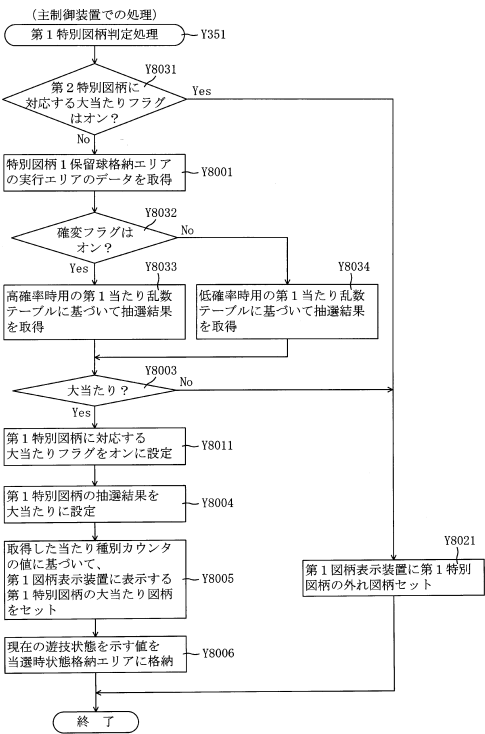 (主制御装置での処理)
第1特別図柄判定処理
Y351
Y8031
第2特別図柄に
対応する大当たりフラグ
はオン?
Yes
No
特別図柄1保留球格納エリア
の実行エリアのデータを取得
Y8001
Y8032
確変フラグは
オン?
No
Yes
Y8033
高確率時用の第1当たり乱数
テーブルに基づいて抽選結果
を取得
Y8034
低確率時用の第1当たり乱数
テーブルに基づいて抽選結果
を取得
Y8003
大当たり?
No
Yes
第1特別図柄に対応する
大当たりフラグをオンに設定
Y8011
第1特別図柄の抽選結果を
大当たりに設定
Y8004
取得した当たり種別カウンタ
の値に基づいて、
第1図柄表示装置に表示する
第1特別図柄の大当たり図柄
をセット
Y8005
Y8021
第1図柄表示装置に第1特別
図柄の外れ図柄セット
現在の遊技状態を示す値を
当選時状態格納エリアに格納
Y8006
終 了